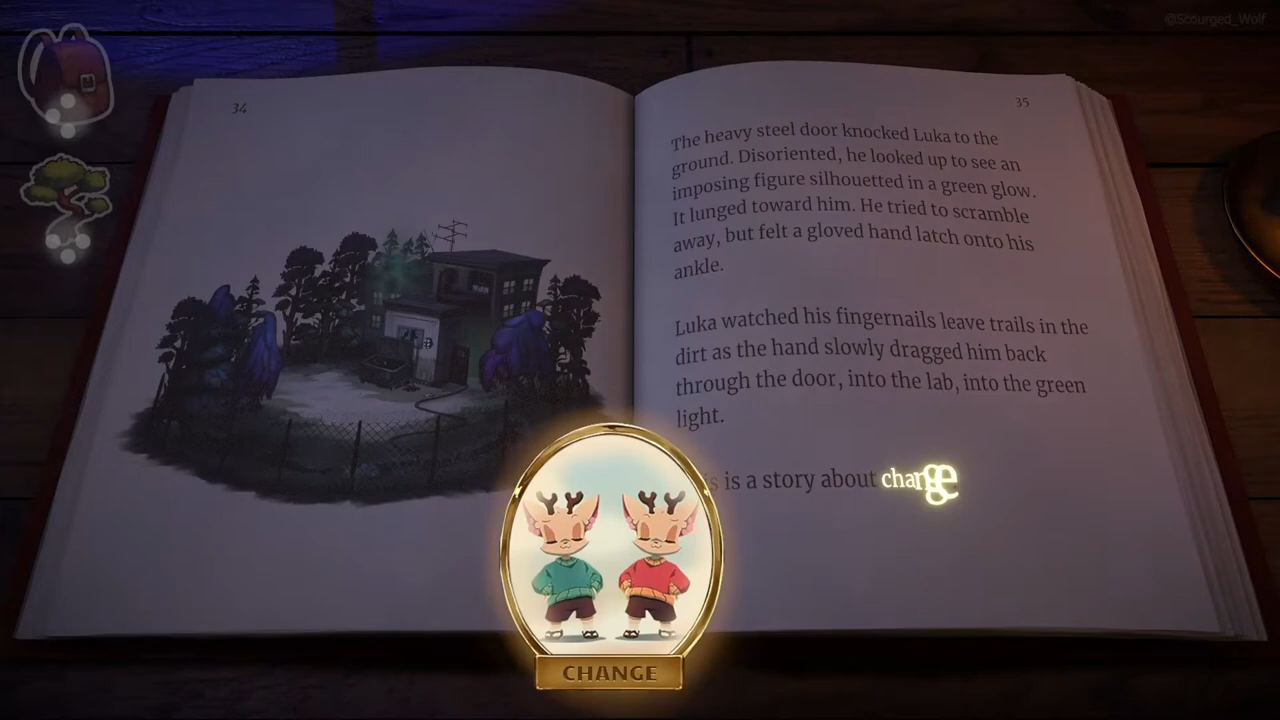 @Scourged_Wolf
34
35
The heavy steel door knocked Luka to the
ground. Disoriented, he looked up to see an
imposing figure silhouetted in a green glow.
It lunged toward him. He tried to scramble
away, but felt a gloved hand latch onto his
ankle.
Luka watched his fingernails leave trails in the
dirt as the hand slowly dragged him back
through the door, into the lab, into the green
light.
is a story about change
CHANGE